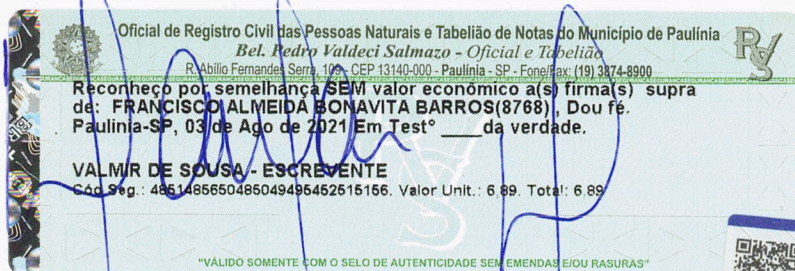 Oficial de Registro Civil das Pessoas Naturais e Tabelião de Notas do Município de Paulínia
Bel. Pedro Valdeci Salmazo - Oficial e Tabelião
R. Abílio Fernandes Serra, 109 - CEP 13140-000 - Paulínia - SP - Fone/Fax: (19) 3874-8900
Reconheço por semelhança SEM valor econômico a(s) firma(s) supra
de: FRANCISCO ALMEIDA BONAVITA BARROS(8768) , Dou fé.
Paulinia-SP, 03 de Ago de 2021 Em Test° ____da verdade.
VALMIR DE SOUSA - ESCREVENTE
Cód.Seg.: 4851485650485049495452515156. Valor Unit.: 6,89. Total: 6,89
"VÁLIDO SOMENTE COM O SELO DE AUTENTICIDADE SEM EMENDAS E/OU RASURAS"